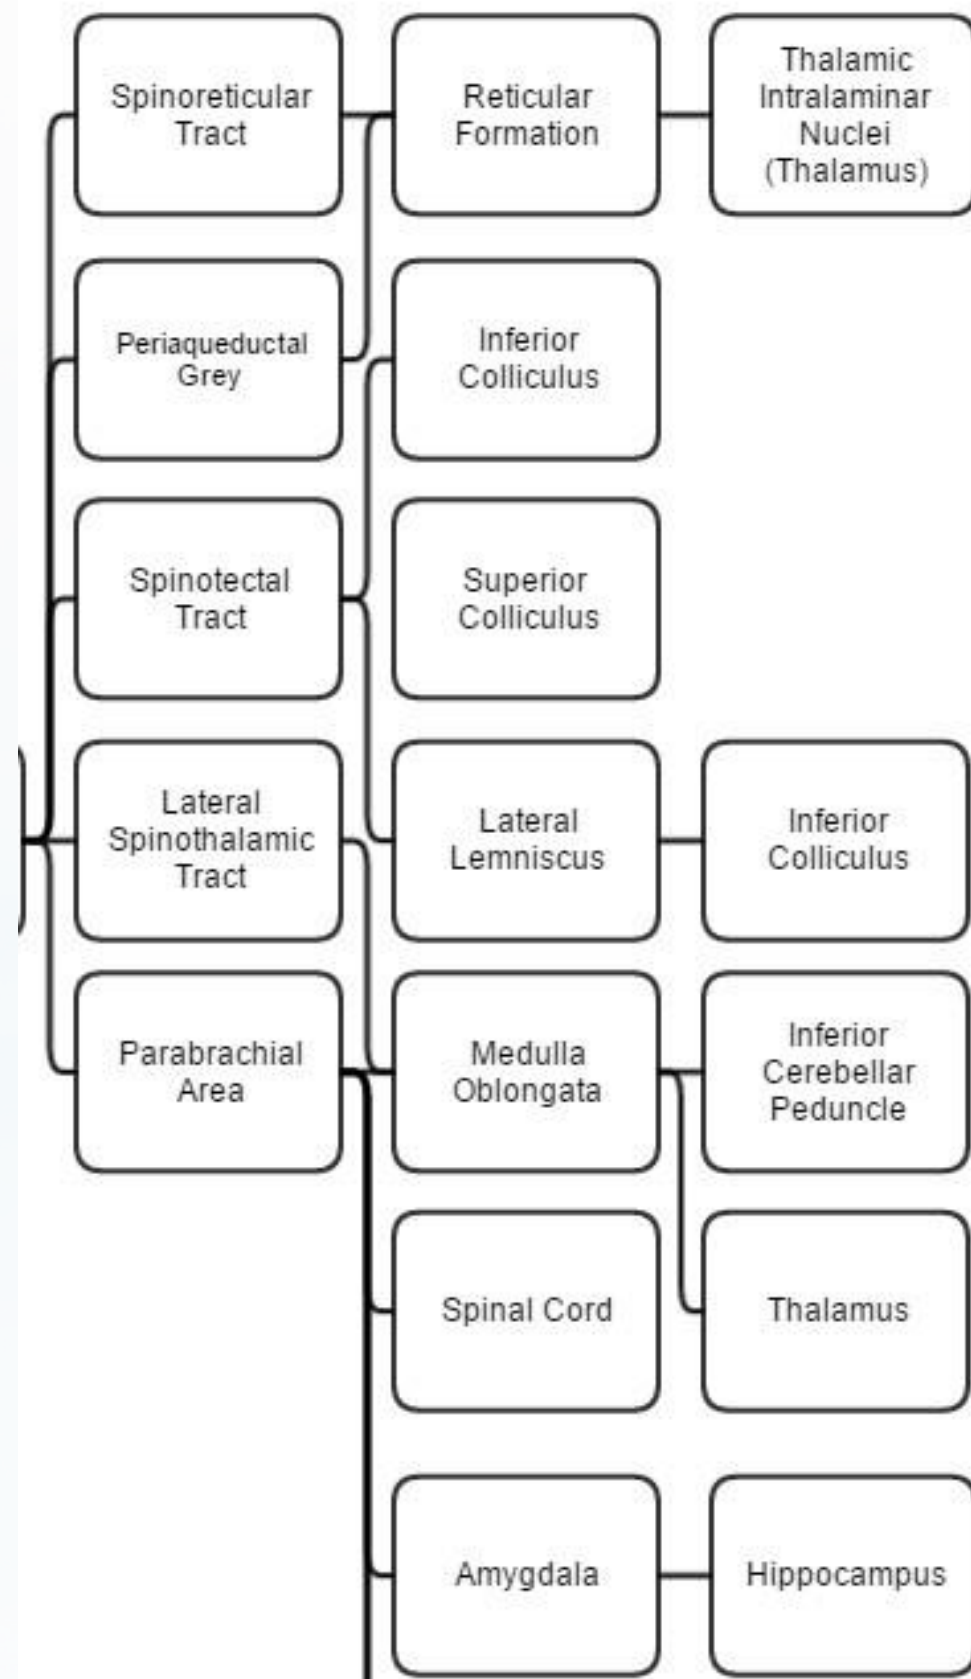 Spinoreticular
Tract
Reticular
Formation
Thalamic
Intralaminar
Nuclei
(Thalamus)
Periaqueductal
Grey
Inferior
Colliculus
Spinotectal
Tract
Superior
Colliculus
Lateral
Spinothalamic
Tract
Lateral
Lemniscus
Inferior
Colliculus
Parabrachial
Area
Medulla
Oblongata
Inferior
Cerebellar
Peduncle
Spinal Cord
Thalamus
Amygdala
Hippocampus